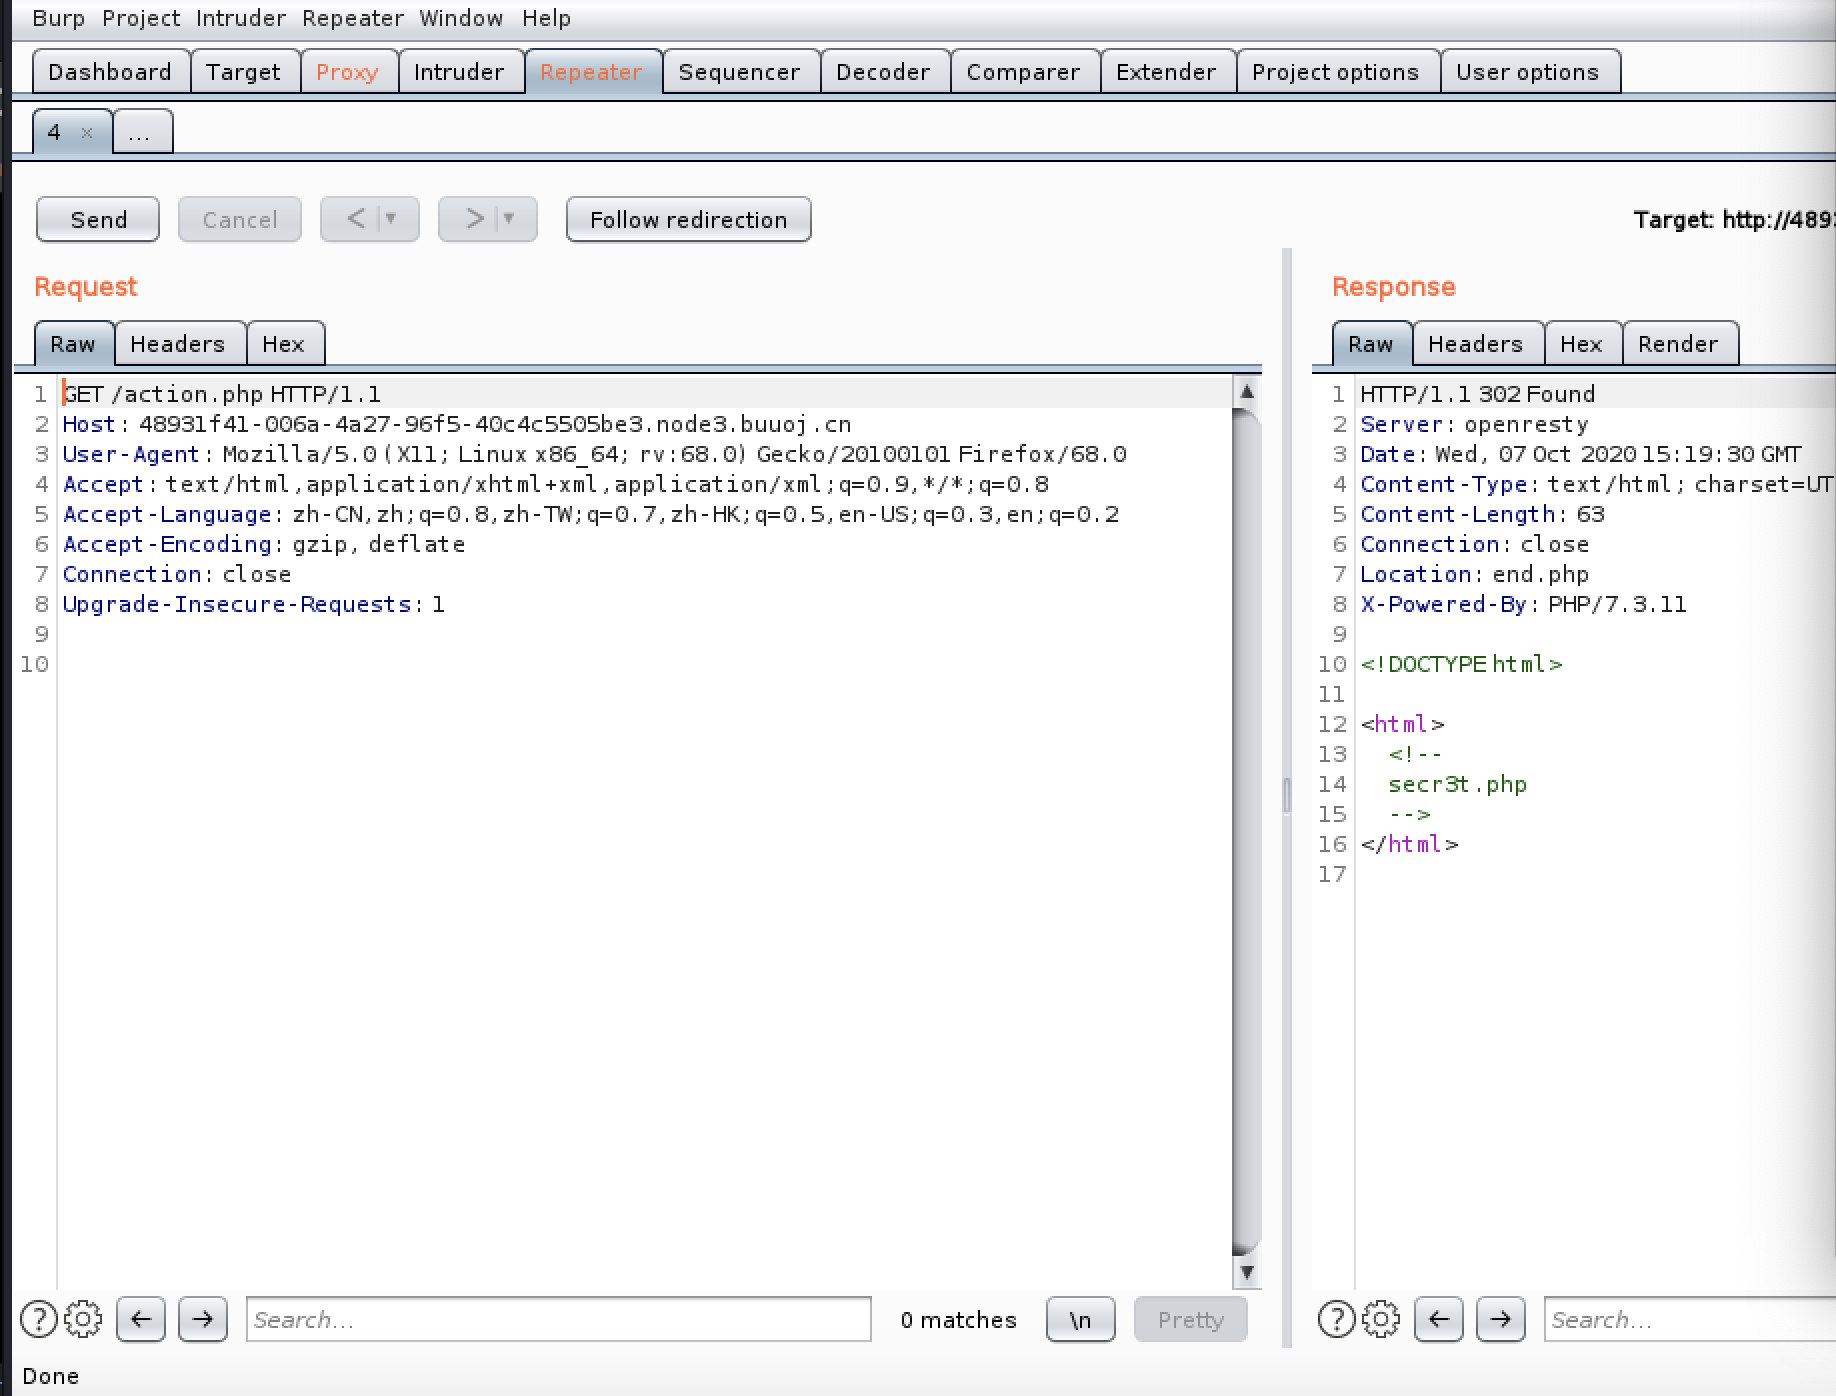 Burp Project Intruder Repeater Window Help
Dashboard Target Proxy Intruder Repeater Sequencer Decoder Comparer Extender Project options User options
4 × ...
Send Cancel < ▼ > ▼ Follow redirection Target: http://489
Request
Raw Headers Hex
1 GET /action.php HTTP/1.1
2 Host: 48931f41-006a-4a27-96f5-40c4c5505be3.node3.buuoj.cn
3 User-Agent: Mozilla/5.0 (X11; Linux x86_64; rv:68.0) Gecko/20100101 Firefox/68.0
4 Accept: text/html,application/xhtml+xml,application/xml;q=0.9,*/*;q=0.8
5 Accept-Language: zh-CN,zh;q=0.8,zh-TW;q=0.7,zh-HK;q=0.5,en-US;q=0.3,en;q=0.2
6 Accept-Encoding: gzip, deflate
7 Connection: close
8 Upgrade-Insecure-Requests: 1
9
10
? ← → Search... 0 matches \n Pretty
Response
Raw Headers Hex Render
1 HTTP/1.1 302 Found
2 Server: openresty
3 Date: Wed, 07 Oct 2020 15:19:30 GMT
4 Content-Type: text/html; charset=UT
5 Content-Length: 63
6 Connection: close
7 Location: end.php
8 X-Powered-By: PHP/7.3.11
9
10 <!DOCTYPE html>
11
12 <html>
13 <!--
14 secr3t.php
15 -->
16 </html>
17
? ← → Search...
Done